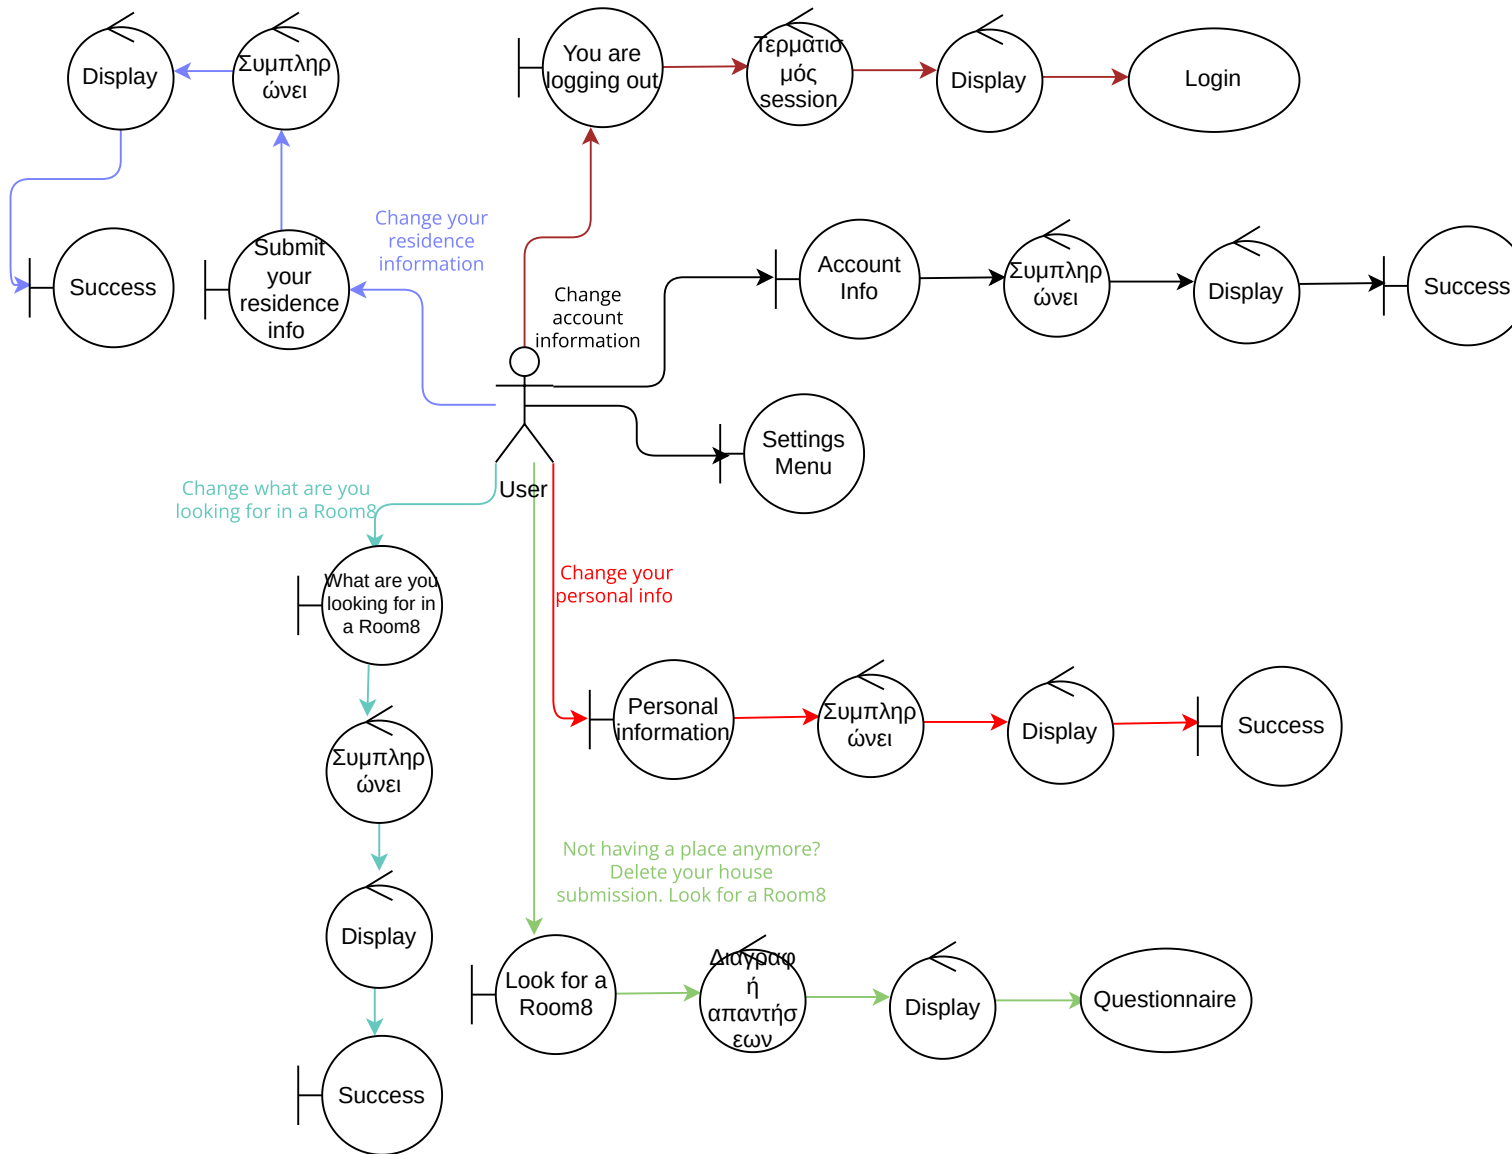 Display
Συμπληρ
ώνει
You are
logging out
Τερματισ
μός
session
Display
Login
Change your
residence
information
Submit
your
residence
info
Success
Change
account
information
Account
Info
Συμπληρ
ώνει
Display
Success
Settings
Menu
User
Change what are you
looking for in a Room8
What are you
looking for in
a Room8
Change your
personal info
Personal
information
Συμπληρ
ώνει
Display
Success
Συμπληρ
ώνει
Display
Success
Not having a place anymore?
Delete your house
submission. Look for a Room8
Look for a
Room8
Διαγραφ
ή
απαντήσ
εων
Display
Questionnaire